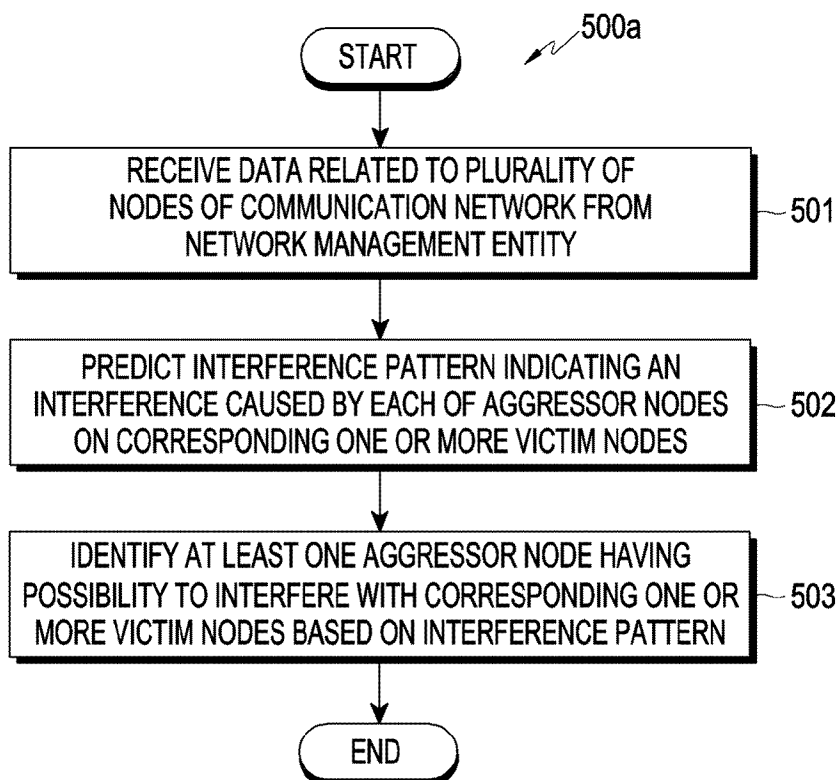 500a
START
RECEIVE DATA RELATED TO PLURALITY OF
NODES OF COMMUNICATION NETWORK FROM
NETWORK MANAGEMENT ENTITY
501
PREDICT INTERFERENCE PATTERN INDICATING AN
INTERFERENCE CAUSED BY EACH OF AGGRESSOR NODES
ON CORRESPONDING ONE OR MORE VICTIM NODES
502
IDENTIFY AT LEAST ONE AGGRESSOR NODE HAVING
POSSIBILITY TO INTERFERE WITH CORRESPONDING ONE OR
MORE VICTIM NODES BASED ON INTERFERENCE PATTERN
503
END